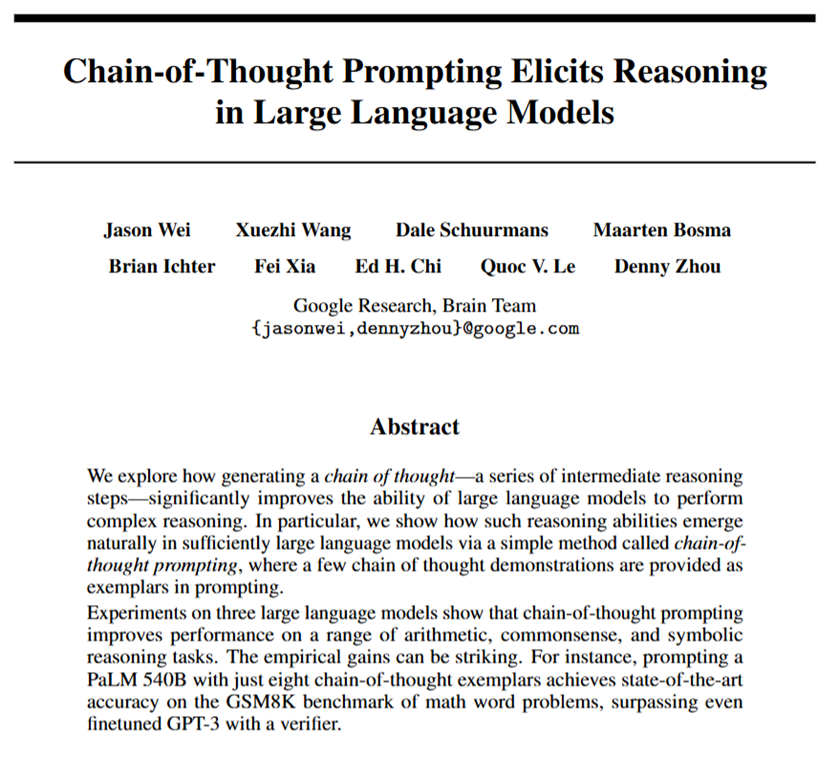 Chain-of-Thought Prompting Elicits Reasoning
in Large Language Models
Jason Wei Xuezhi Wang Dale Schuurmans Maarten Bosma
Brian Ichter Fei Xia Ed H. Chi Quoc V. Le Denny Zhou
Google Research, Brain Team
{jasonwei,dennyzhou}@google.com
Abstract
We explore how generating a chain of thought—a series of intermediate reasoning
steps—significantly improves the ability of large language models to perform
complex reasoning. In particular, we show how such reasoning abilities emerge
naturally in sufficiently large language models via a simple method called chain-of-
thought prompting, where a few chain of thought demonstrations are provided as
exemplars in prompting.
Experiments on three large language models show that chain-of-thought prompting
improves performance on a range of arithmetic, commonsense, and symbolic
reasoning tasks. The empirical gains can be striking. For instance, prompting a
PaLM 540B with just eight chain-of-thought exemplars achieves state-of-the-art
accuracy on the GSM8K benchmark of math word problems, surpassing even
finetuned GPT-3 with a verifier.